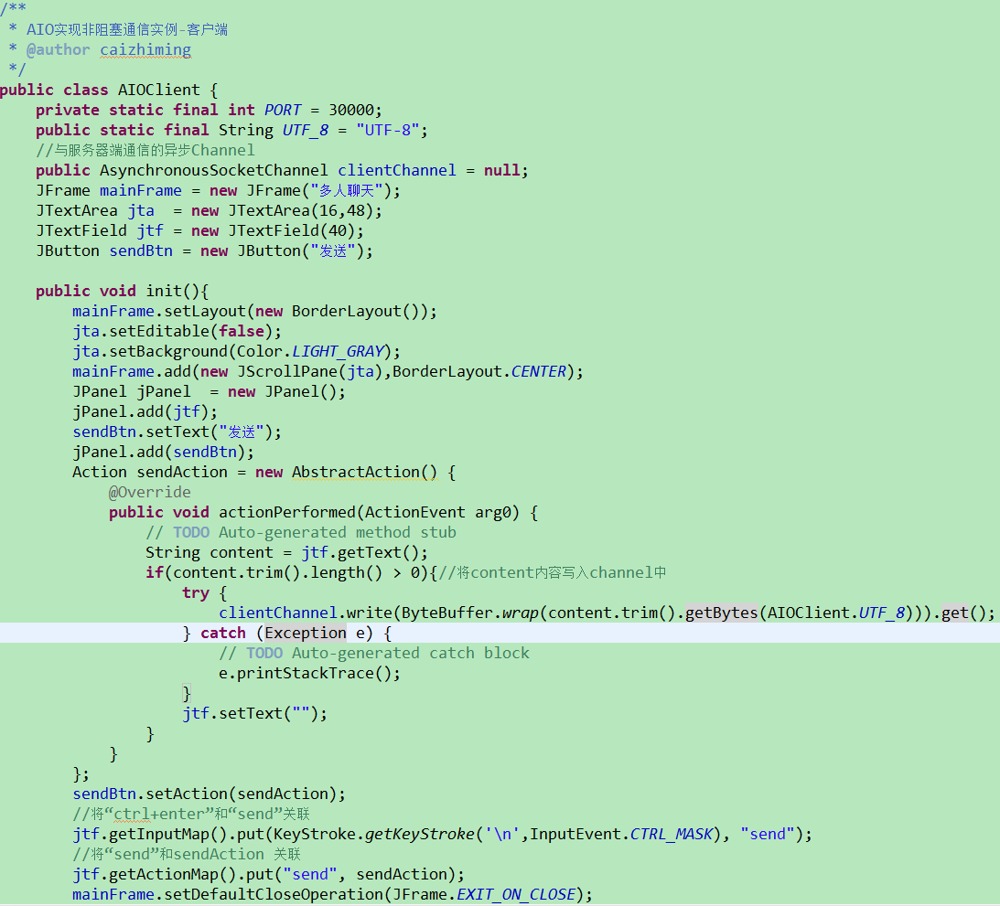 /**
 * AIO实现非阻塞通信实例-客户端
 * @author caizhiming
 */
public class AIOClient {
    private static final int PORT = 30000;
    public static final String UTF_8 = "UTF-8";
    //与服务器端通信的异步Channel
    public AsynchronousSocketChannel clientChannel = null;
    JFrame mainFrame = new JFrame("多人聊天");
    JTextArea jta  = new JTextArea(16,48);
    JTextField jtf = new JTextField(40);
    JButton sendBtn = new JButton("发送");

    public void init(){
        mainFrame.setLayout(new BorderLayout());
        jta.setEditable(false);
        jta.setBackground(Color.LIGHT_GRAY);
        mainFrame.add(new JScrollPane(jta),BorderLayout.CENTER);
        JPanel jPanel  = new JPanel();
        jPanel.add(jtf);
        sendBtn.setText("发送");
        jPanel.add(sendBtn);
        Action sendAction = new AbstractAction() {
            @Override
            public void actionPerformed(ActionEvent arg0) {
                // TODO Auto-generated method stub
                String content = jtf.getText();
                if(content.trim().length() > 0){//将content内容写入channel中
                    try {
                        clientChannel.write(ByteBuffer.wrap(content.trim().getBytes(AIOClient.UTF_8))).get();
                    } catch (Exception e) {
                        // TODO Auto-generated catch block
                        e.printStackTrace();
                    }
                    jtf.setText("");
                }
            }
        };
        sendBtn.setAction(sendAction);
        //将“ctrl+enter”和“send”关联
        jtf.getInputMap().put(KeyStroke.getKeyStroke('\n',InputEvent.CTRL_MASK), "send");
        //将“send”和sendAction 关联
        jtf.getActionMap().put("send", sendAction);
        mainFrame.setDefaultCloseOperation(JFrame.EXIT_ON_CLOSE);